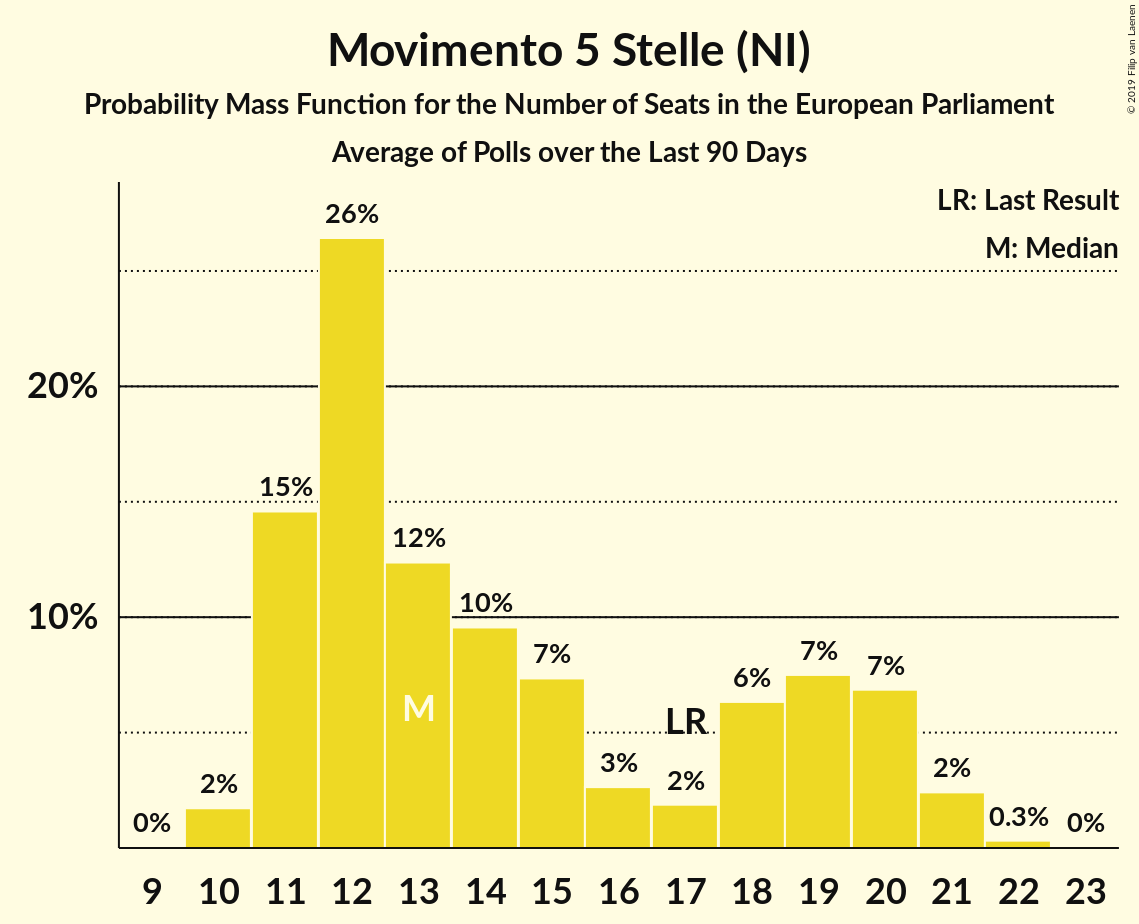 Movimento 5 Stelle (NI)
Probability Mass Function for the Number of Seats in the European Parliament
Average of Polls over the Last 90 Days
© 2019 Filip van Laenen
LR: Last Result
M: Median
26%
20%
15%
12%
10%
10%
7%
7%
7%
6%
M
LR
3%
2%
2%
2%
0%
0.3%
0%
9 10 11 12 13 14 15 16 17 18 19 20 21 22 23